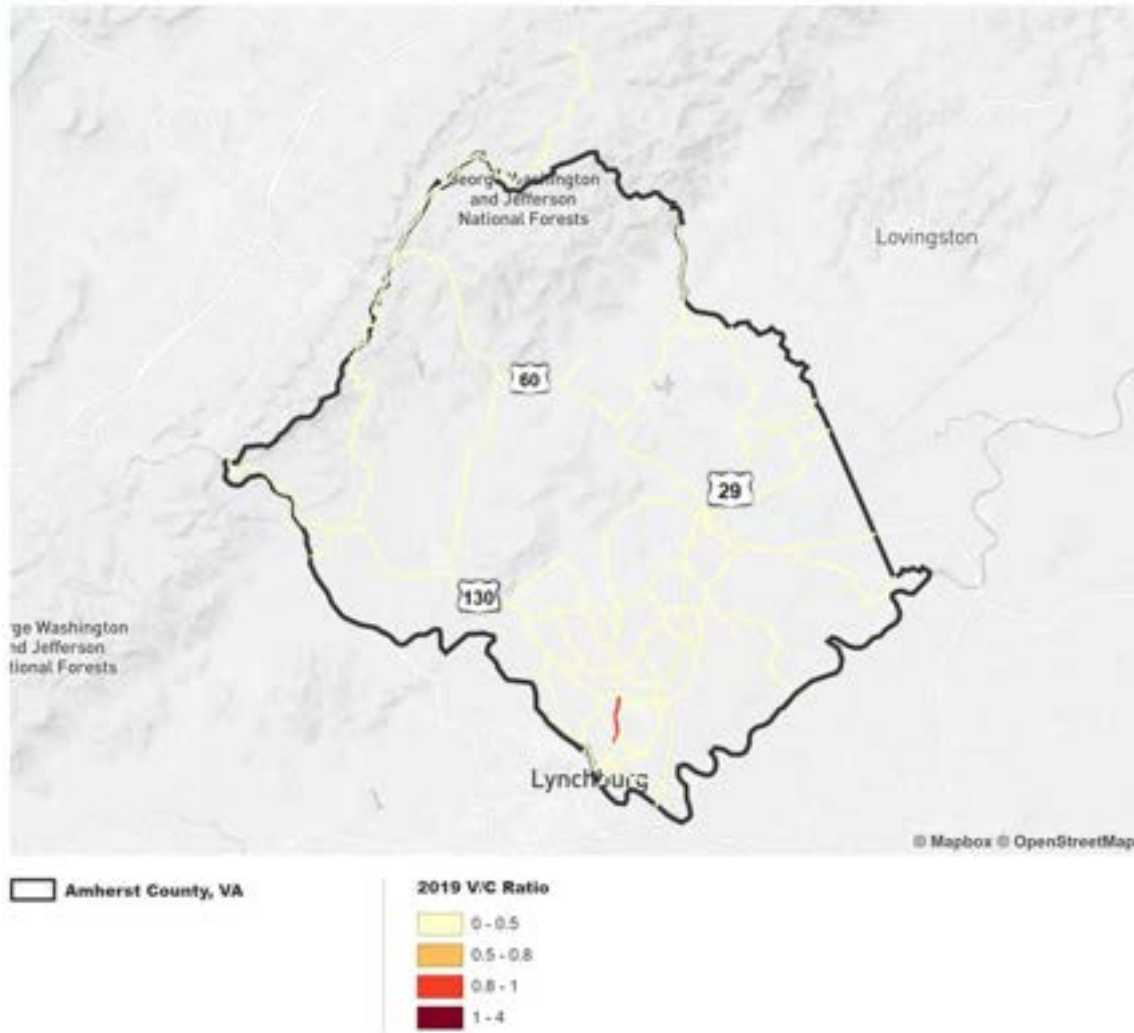 George Washington
and Jefferson
National Forests
Lovingston
60
29
130
rge Washington
nd Jefferson
tional Forests
Lynchburg
© Mapbox © OpenStreetMap
Amherst County, VA
2019 V/C Ratio
0 - 0.5
0.5 - 0.8
0.8 - 1
1 - 4